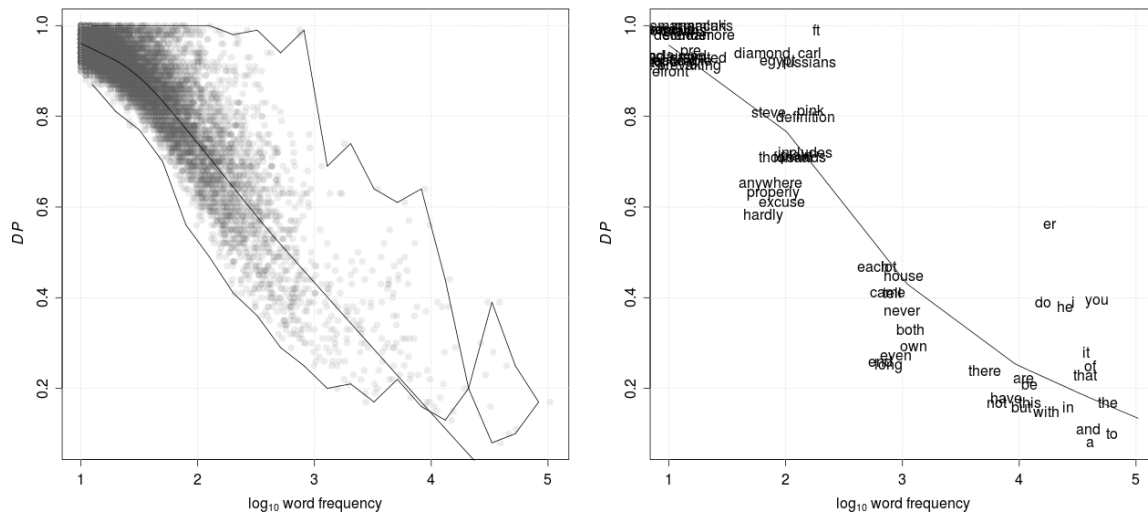 DP
1.0
0.8
0.6
0.4
0.2
1 2 3 4 5
log₁₀ word frequency
DP
1.0
0.8
0.6
0.4
0.2
ft
pre
diamond carl
egypt
russians
efront
steve pink
definition
includes
anywhere
properly
excuse
hardly
er
each
house
came
never
both
own
even
end
long
do he i you
it
of
there
that
are
be
have
not this
but with in the
and
a to
1 2 3 4 5
log₁₀ word frequency